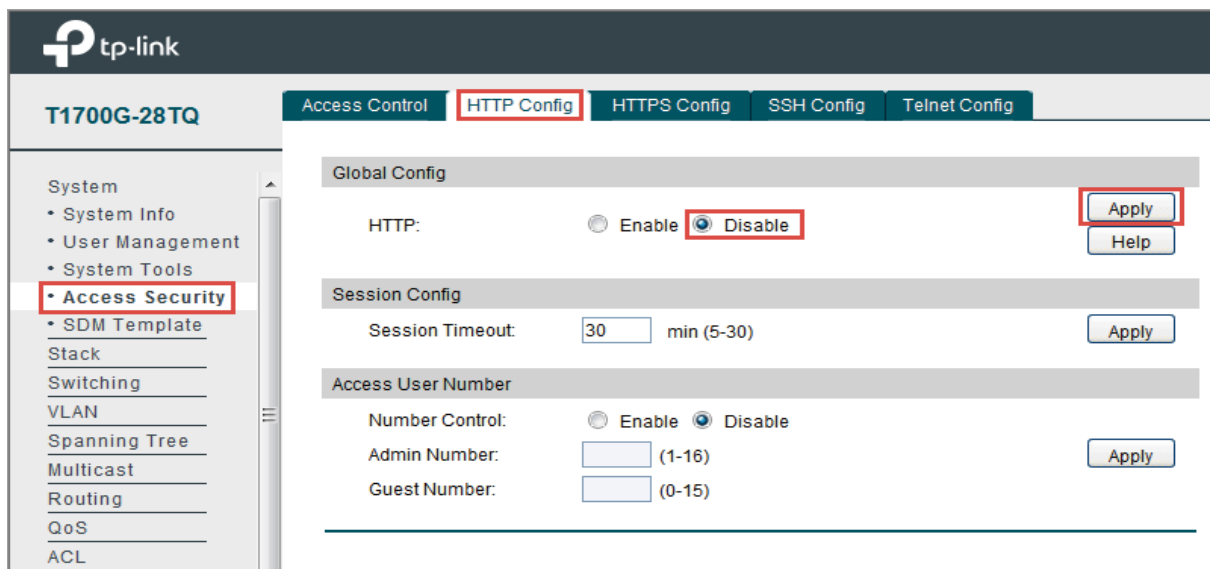 tp-link
T1700G-28TQ
Access Control HTTP Config HTTPS Config SSH Config Telnet Config
System
• System Info
• User Management
• System Tools
• Access Security
• SDM Template
Stack
Switching
VLAN
Spanning Tree
Multicast
Routing
QoS
ACL
Global Config
HTTP: Enable Disable Apply
Help
Session Config
Session Timeout: 30 min (5-30) Apply
Access User Number
Number Control: Enable Disable
Admin Number: (1-16) Apply
Guest Number: (0-15)